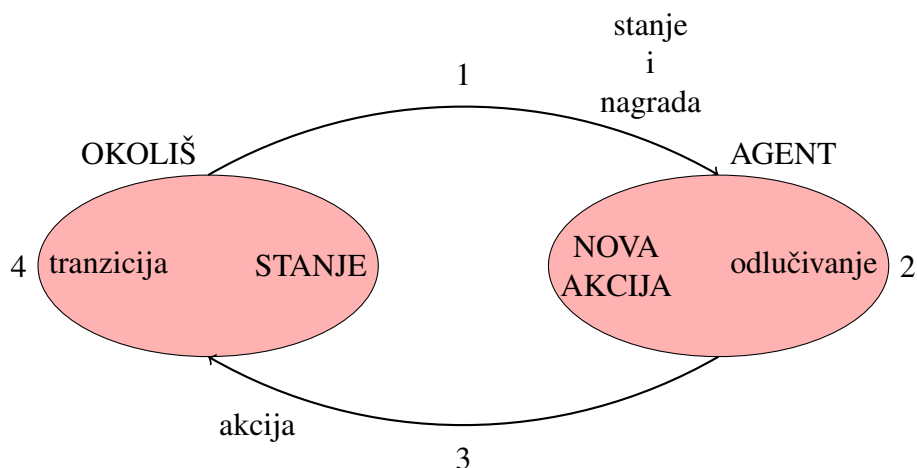 stanje
i
nagrada
1
OKOLIŠ
AGENT
4
tranzicija
STANJE
NOVA
AKCIJA
odlučivanje
2
akcija
3